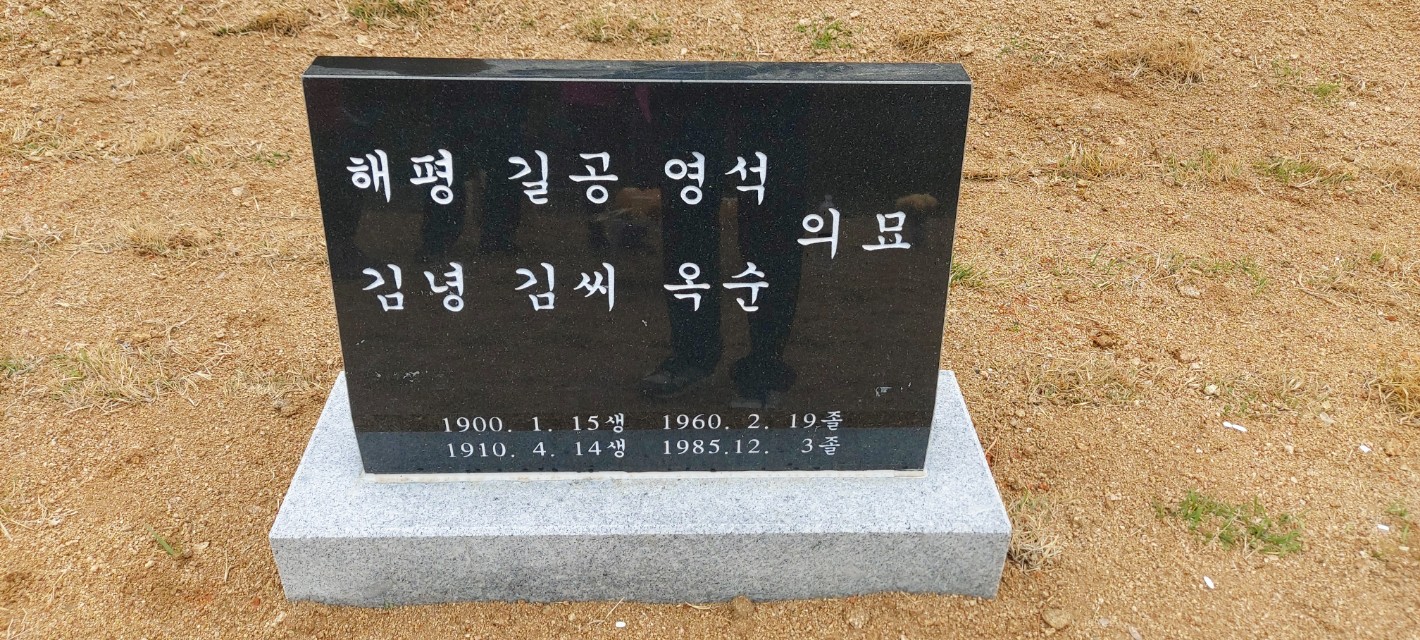 해평 길공 영석
의묘
김녕 김씨 옥순
1900. 1. 15생 1960. 2. 19졸
1910. 4. 14생 1985.12. 3졸